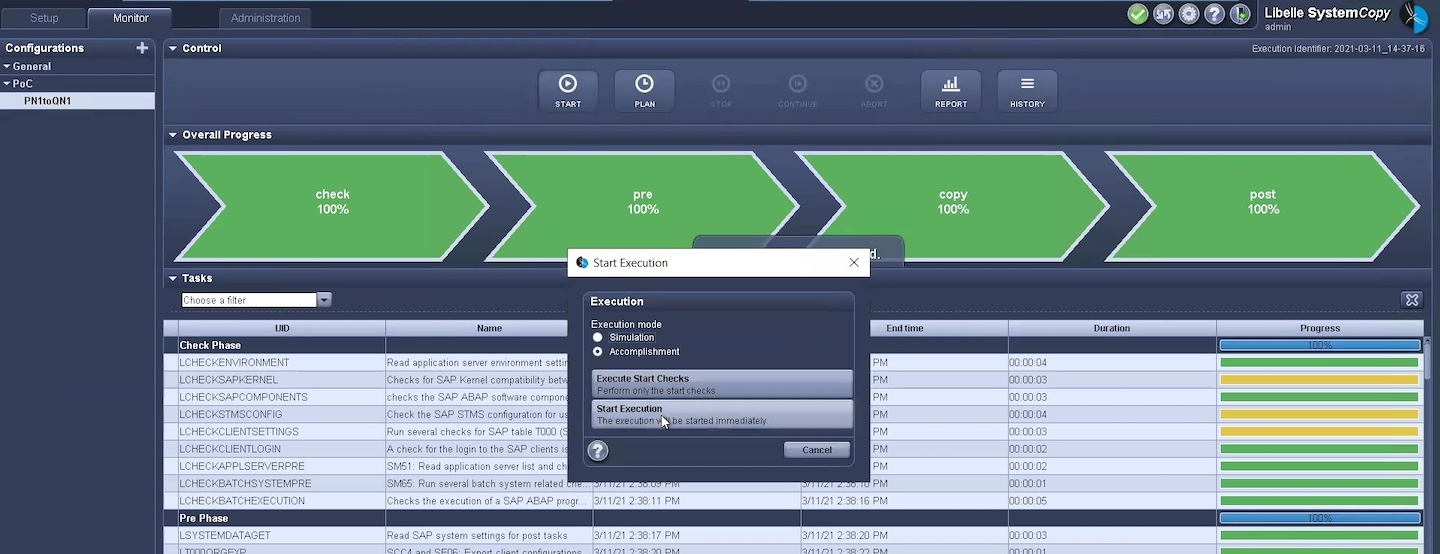 Setup Monitor Administration
Libelle SystemCopy
admin
Configurations +
General
PoC
PN1toQN1
Control Execution Identifier: 2021-03-11_14-37-16
START PLAN STOP CONTINUE ABORT REPORT HISTORY
Overall Progress
check
100%
pre
100%
copy
100%
post
100%
d.
Start Execution
Execution
Execution mode
Simulation
Accomplishment
Execute Start Checks
Perform only the start checks.
Start Execution
The execution will be started immediately.
? Cancel
Tasks
Choose a filter
UID Name End time Duration Progress
Check Phase 100%
LCHECKENVIRONMENT Read application server environment settin PM 00:00:04
LCHECKSAPKERNEL Checks for SAP Kernel compatibility betw PM 00:00:03
LCHECKSAPCOMPONENTS checks the SAP ABAP software compone PM 00:00:03
LCHECKSTMSCONFIG Check the SAP STMS configuration for us PM 00:00:04
LCHECKCLIENTSETTINGS Run several checks for SAP table T000 (S PM 00:00:03
LCHECKCLIENTLOGIN A check for the login to the SAP clients is PM 00:00:02
LCHECKAPPLSERVERPRE SM51: Read application server list and ch PM 00:00:02
LCHECKBATCHSYSTEMPRE SM65: Run several batch system related che... 3/11/21 2:38:09 PM 3/11/21 2:38:10 PM 00:00:01
LCHECKBATCHEXECUTION Checks the execution of a SAP ABAP progr... 3/11/21 2:38:11 PM 3/11/21 2:38:16 PM 00:00:05
Pre Phase 100%
LSYSTEMDATAGET Read SAP system settings for post tasks 3/11/21 2:38:17 PM 3/11/21 2:38:20 PM 00:00:03
LT000ORGEXP SCC4 and SE06: Export client configurations 3/11/21 2:38:20 PM 3/11/21 2:38:22 PM 00:00:02